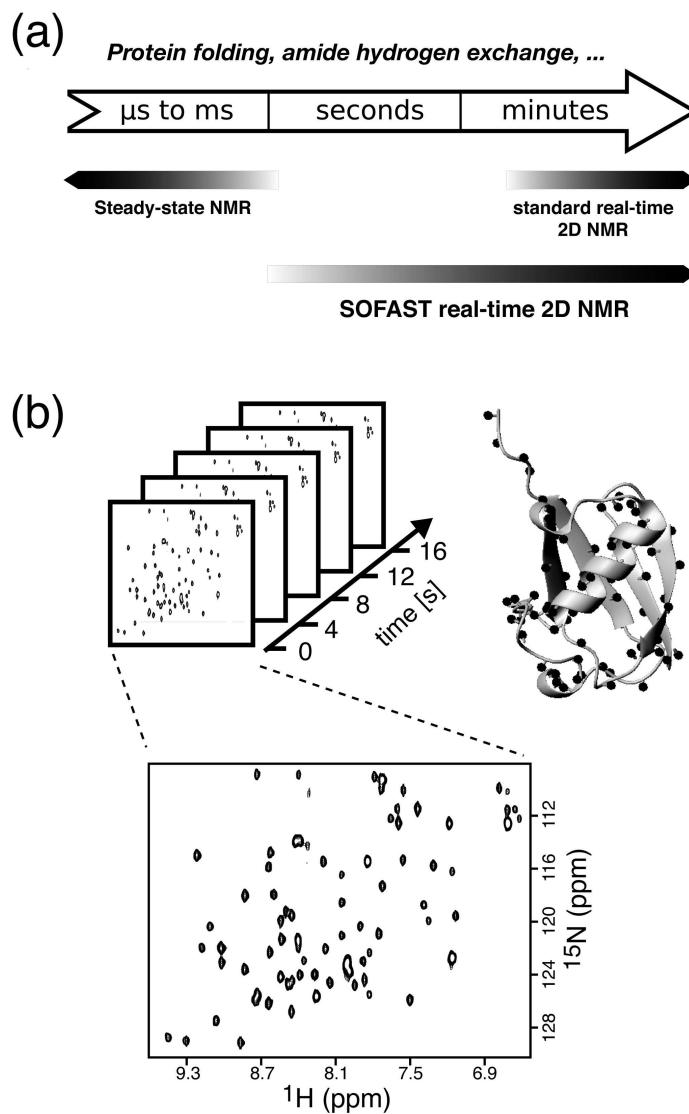 (a)
Protein folding, amide hydrogen exchange, ...
µs to ms seconds minutes
Steady-state NMR
standard real-time
2D NMR
SOFAST real-time 2D NMR
(b)
0 4 8 12 16
time [s]
112
116
120
124
128
15N (ppm)
9.3 8.7 8.1 7.5 6.9
1H (ppm)